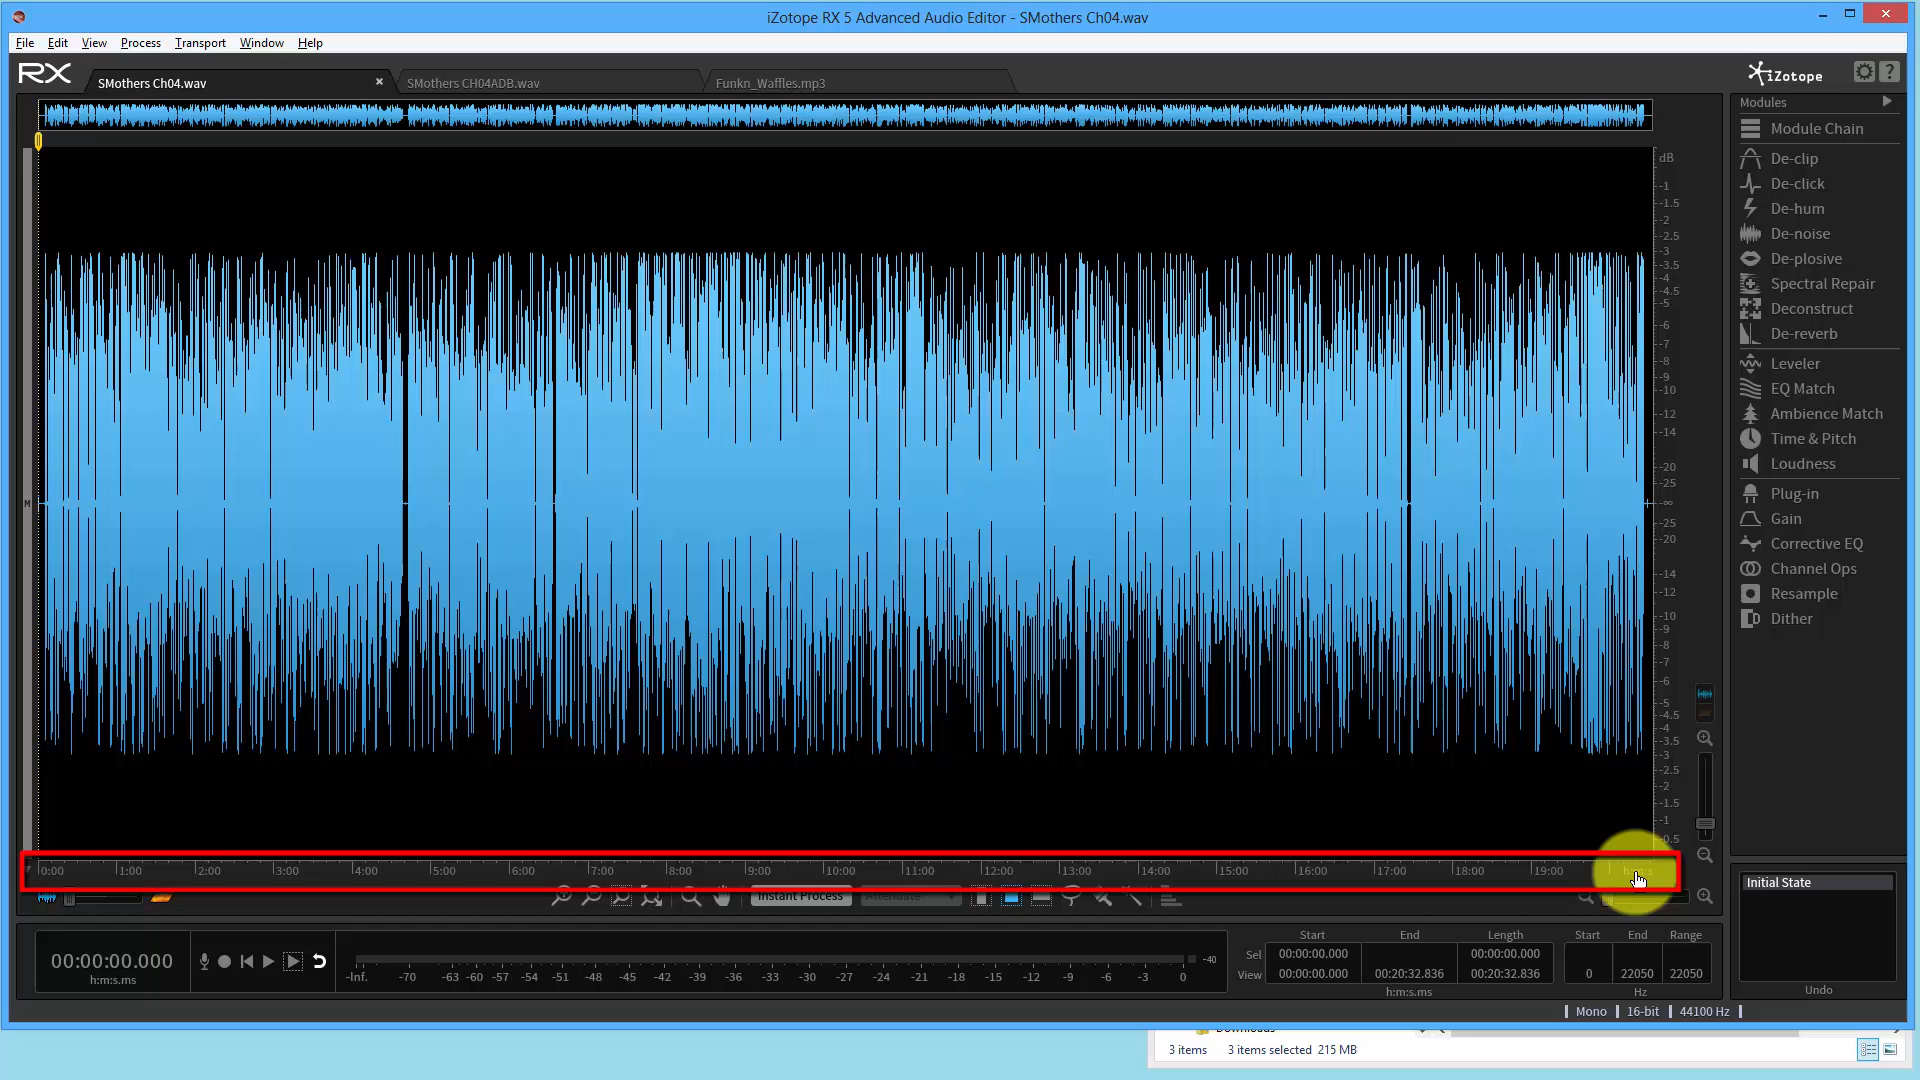 iZotope RX 5 Advanced Audio Editor - SMothers Ch04.wav
File Edit View Process Transport Window Help
RX SMothers Ch04.wav × SMothers CH04ADB.wav Funkn_Waffles.mp3 iZotope ?
Modules
Module Chain
De-clip
De-click
De-hum
De-noise
De-plosive
Spectral Repair
Deconstruct
De-reverb
Leveler
EQ Match
Ambience Match
Time & Pitch
Loudness
Plug-in
Gain
Corrective EQ
Channel Ops
Resample
Dither
dB
-1
-1.5
-2
-2.5
-3
-3.5
-4
-4.5
-5
-6
-7
-8
-9
-10
-12
-14
-20
-25
-∞
-25
-20
-14
-12
-10
-9
-8
-7
-6
-5
-4.5
-4
-3.5
-3
-2.5
-2
-1.5
-1
-0.5
M
0:00 1:00 2:00 3:00 4:00 5:00 6:00 7:00 8:00 9:00 10:00 11:00 12:00 13:00 14:00 15:00 16:00 17:00 18:00 19:00
Instant Process Attenuate
Initial State
Undo
00:00:00.000
h:m:s.ms
-Inf. -70 -63 -60 -57 -54 -51 -48 -45 -42 -39 -36 -33 -30 -27 -24 -21 -18 -15 -12 -9 -6 -3 0
-40
Start End Length Start End Range
Sel 00:00:00.000 00:00:00.000
View 00:00:00.000 00:20:32.836 00:20:32.836 0 22050 22050
h:m:s.ms Hz
Mono 16-bit 44100 Hz
Downloads
3 items 3 items selected 215 MB